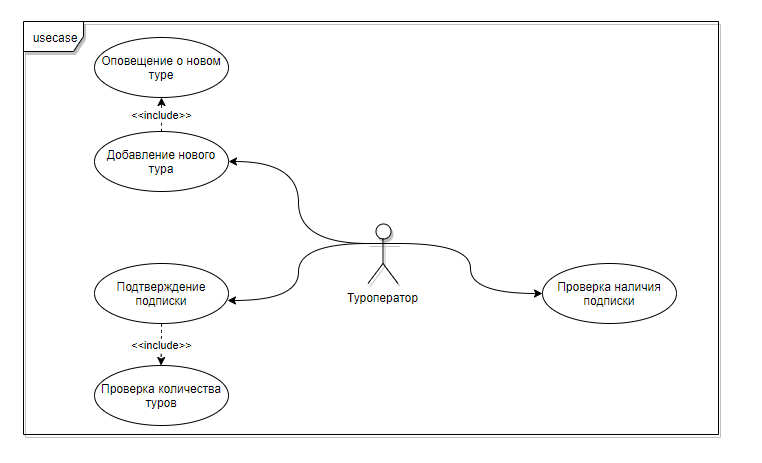 usecase
Оповещение о новом
туре
<<include>>
Добавление нового
тура
Подтверждение
подписки
<<include>>
Проверка количества
туров
Туроператор
Проверка наличия
подписки